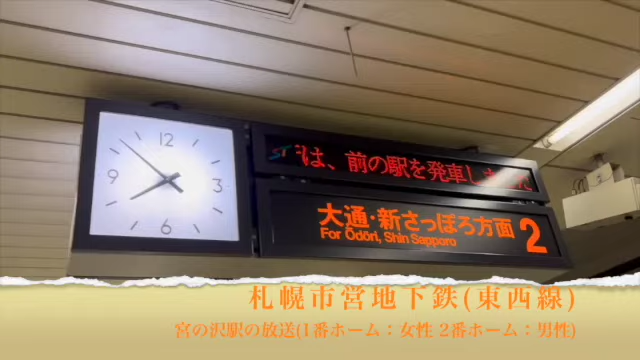 12
9
3
6
は、前の駅を発車しました
大通・新さっぽろ方面 2
For Ōdōri, Shin Sapporo
札幌市営地下鉄(東西線)
宮の沢駅の放送(1番ホーム：女性 2番ホーム：男性)